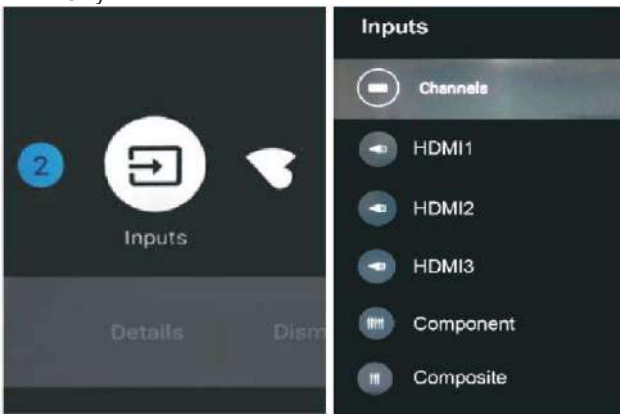 2
Inputs
Details
Dism
Inputs
Channels
HDMI1
HDMI2
HDMI3
Component
Composite